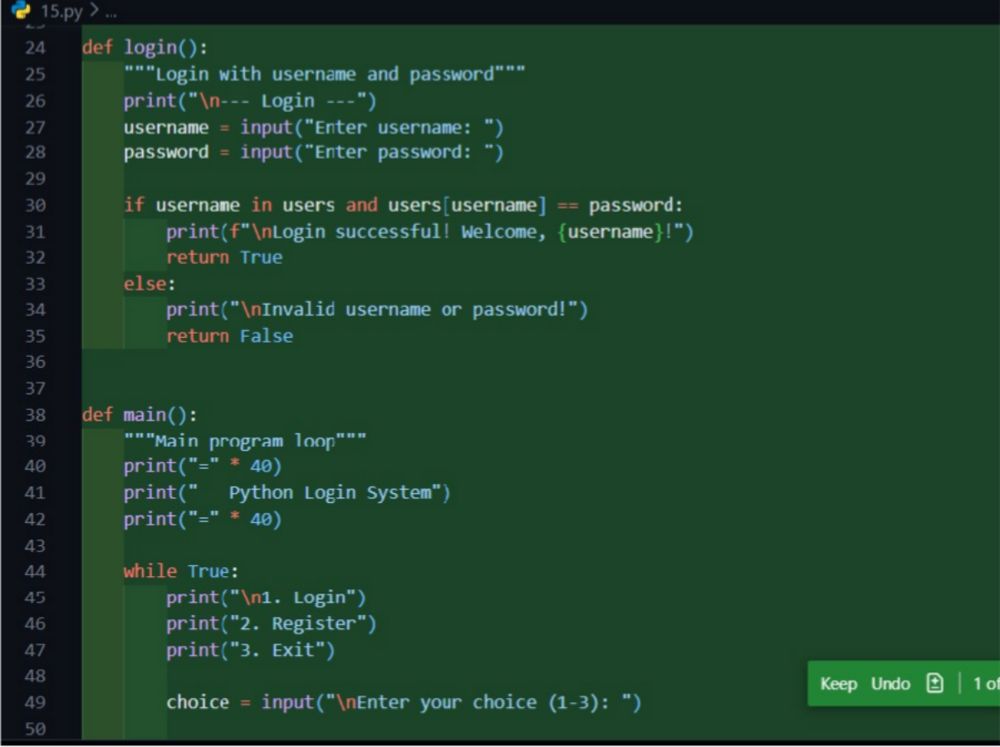 15.py > ...
24 def login():
25     """Login with username and password"""
26     print("\n--- Login ---")
27     username = input("Enter username: ")
28     password = input("Enter password: ")
29
30     if username in users and users[username] == password:
31         print(f"\nLogin successful! Welcome, {username}!")
32         return True
33     else:
34         print("\nInvalid username or password!")
35         return False
36
37
38 def main():
39     """Main program loop"""
40     print("=" * 40)
41     print("   Python Login System")
42     print("=" * 40)
43
44     while True:
45         print("\n1. Login")
46         print("2. Register")
47         print("3. Exit")
48
49         choice = input("\nEnter your choice (1-3): ")
50
Keep Undo 1 of